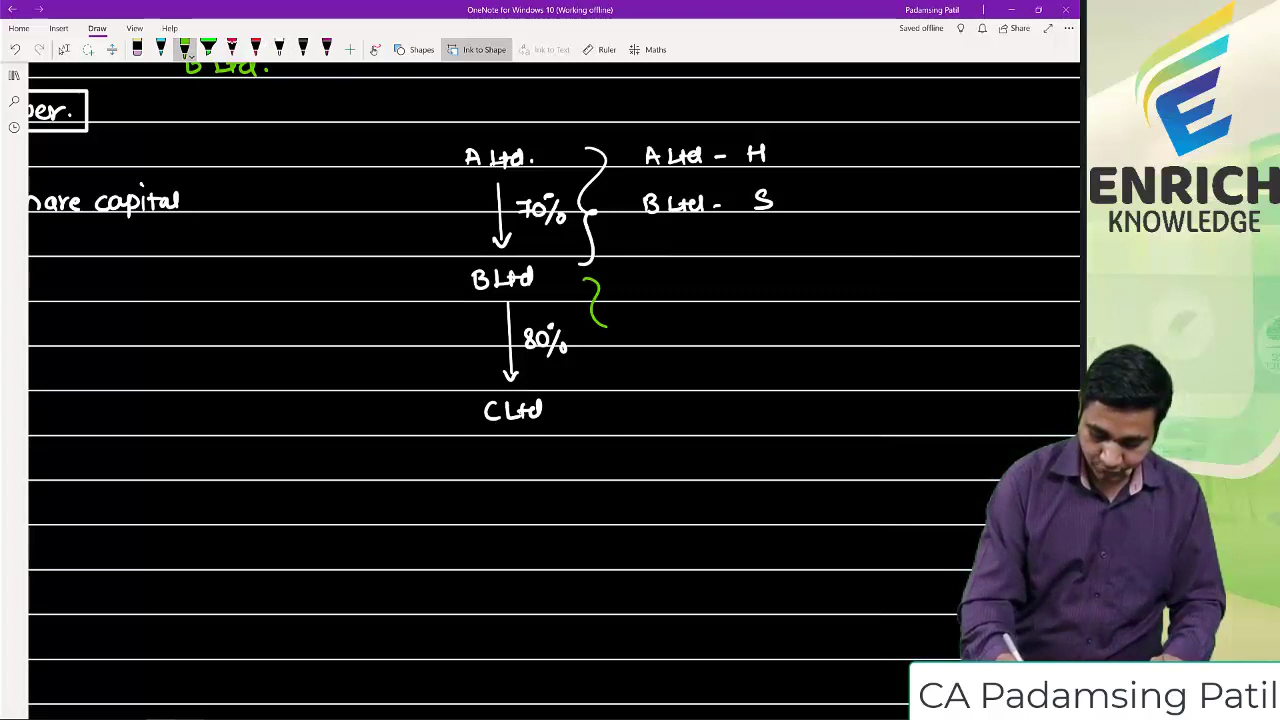 OneNote for Windows 10 (Working offline)
Padamsing Patil
Home Insert Draw View Help
Saved offline
Share
Shapes
Ink to Shape
Ink to Text
Ruler
Maths
B Ltd.
per.
hare capital
A Ltd.
70%
B Ltd
80%
C Ltd
A Ltd - H
B Ltd - S
ENRICH
KNOWLEDGE
CA Padamsing Patil